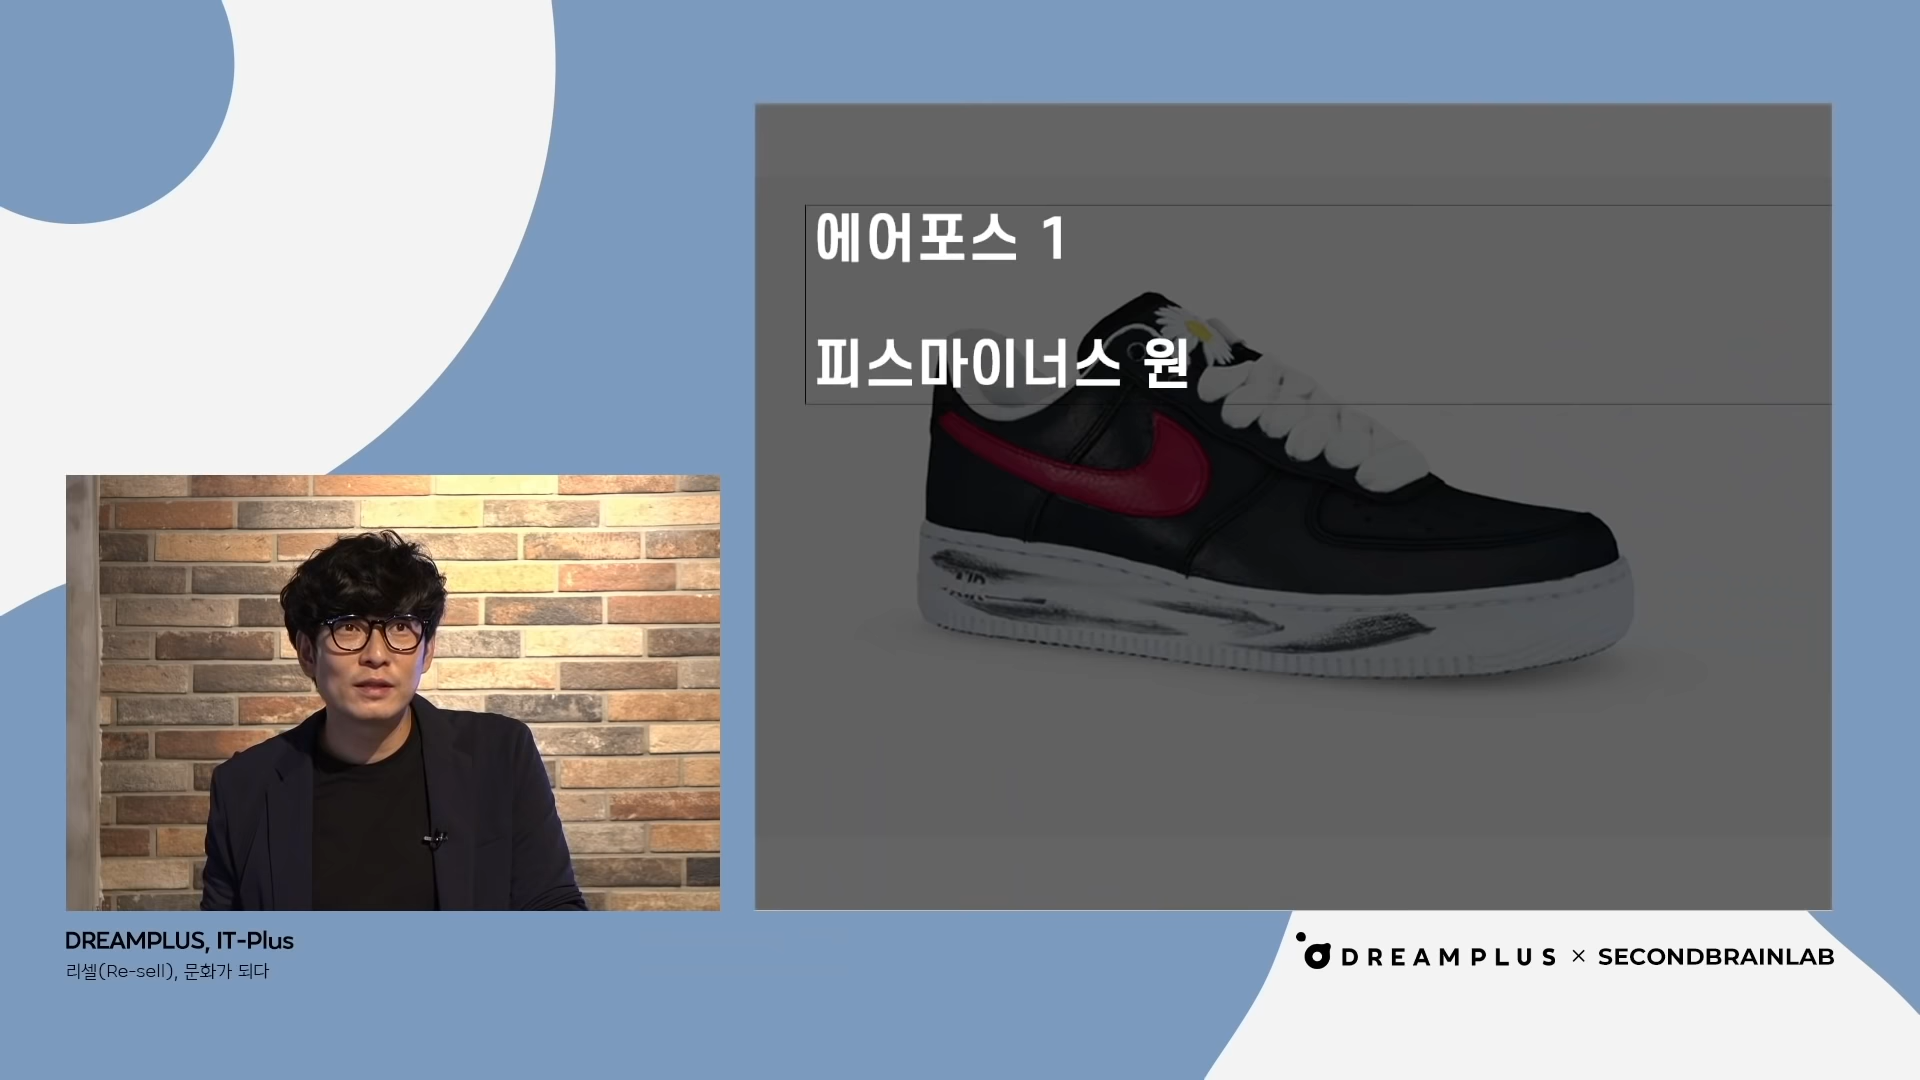 에어포스 1
피스마이너스 원
DREAMPLUS, IT-Plus
리셀(Re-sell), 문화가 되다
DREAMPLUS × SECONDBRAINLAB